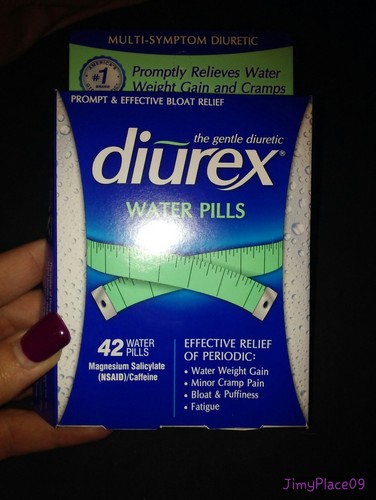 MULTI-SYMPTOM DIURETIC
#1
Promptly Relieves Water
Weight Gain and Cramps
PROMPT & EFFECTIVE BLOAT RELIEF
the gentle diuretic
diurex®
WATER PILLS
42 WATER
PILLS
Magnesium Salicylate
(NSAID)/Caffeine
EFFECTIVE RELIEF
OF PERIODIC:
• Water Weight Gain
• Minor Cramp Pain
• Bloat & Puffiness
• Fatigue
JimyPlace09